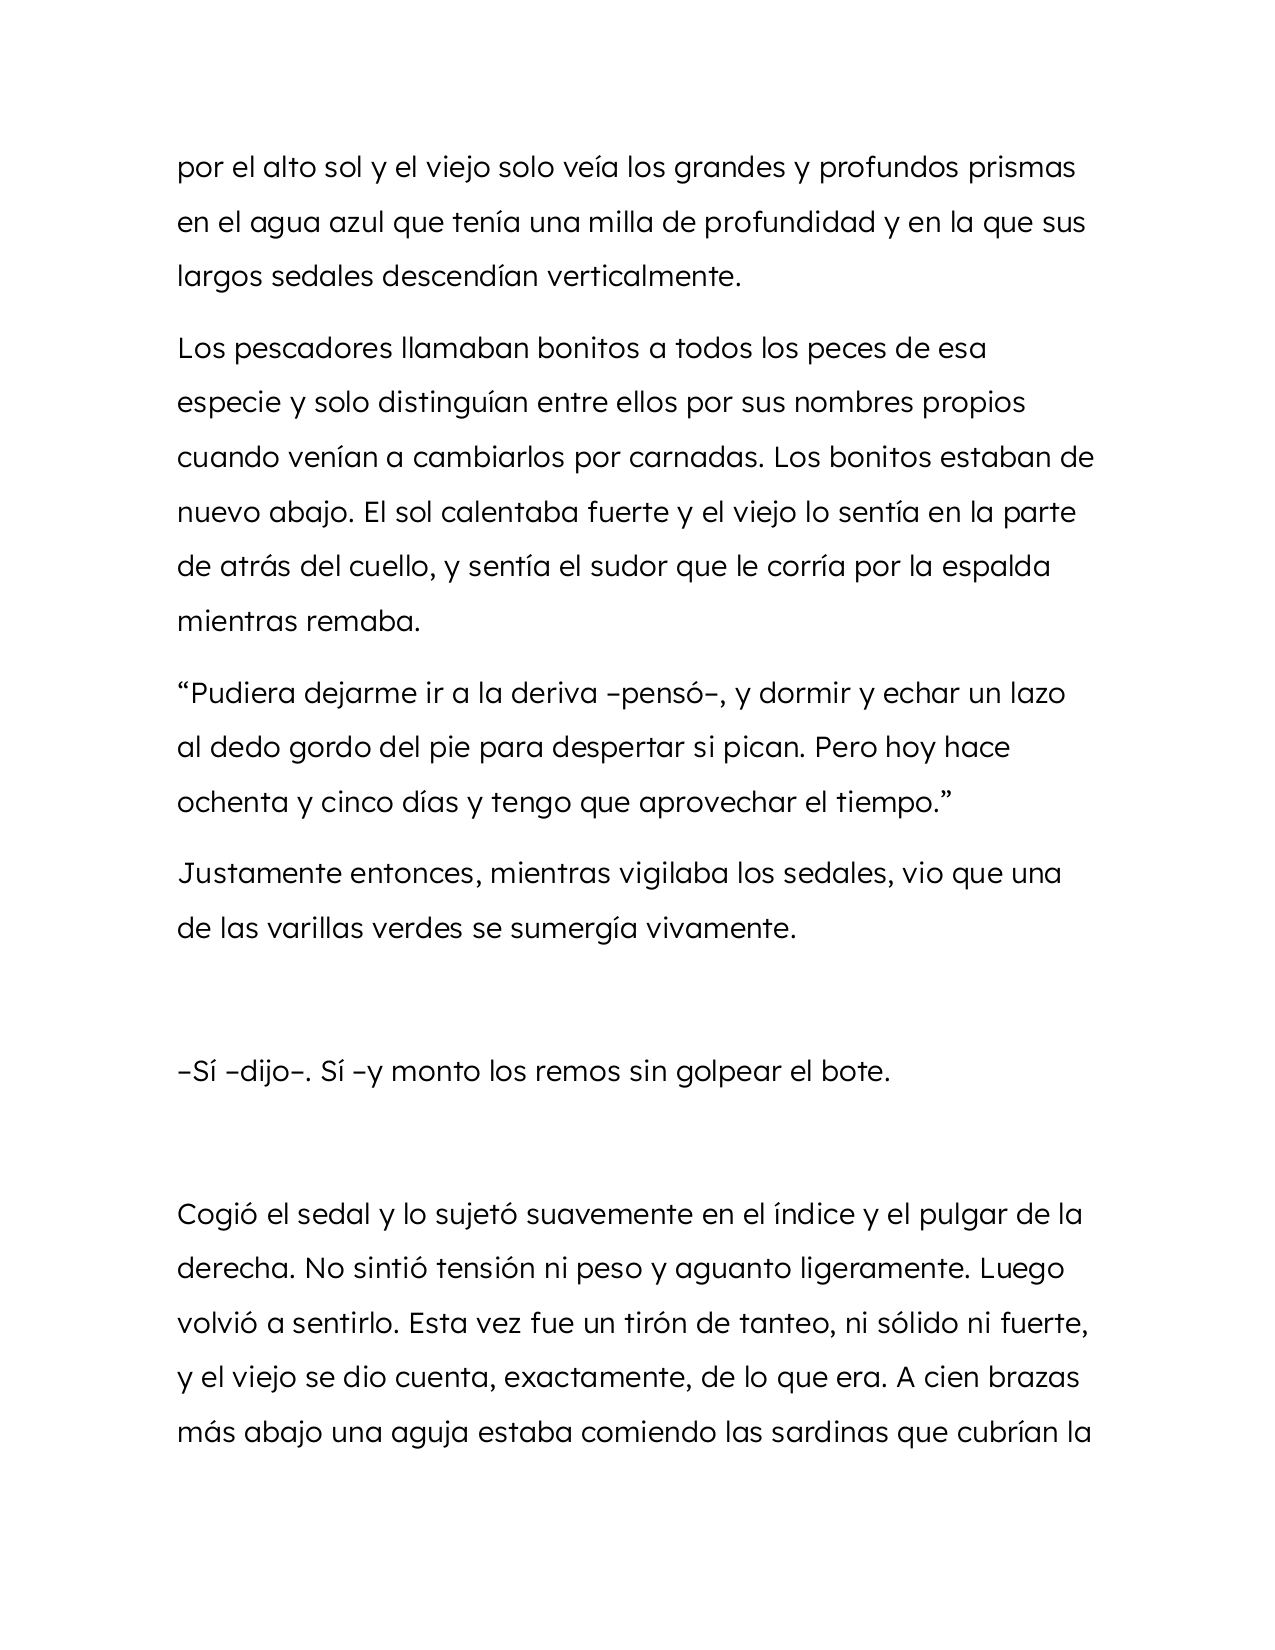 por el alto sol y el viejo solo veía los grandes y profundos prismas
en el agua azul que tenía una milla de profundidad y en la que sus
largos sedales descendían verticalmente.
Los pescadores llamaban bonitos a todos los peces de esa
especie y solo distinguían entre ellos por sus nombres propios
cuando venían a cambiarlos por carnadas. Los bonitos estaban de
nuevo abajo. El sol calentaba fuerte y el viejo lo sentía en la parte
de atrás del cuello, y sentía el sudor que le corría por la espalda
mientras remaba.
“Pudiera dejarme ir a la deriva –pensó–, y dormir y echar un lazo
al dedo gordo del pie para despertar si pican. Pero hoy hace
ochenta y cinco días y tengo que aprovechar el tiempo.”
Justamente entonces, mientras vigilaba los sedales, vio que una
de las varillas verdes se sumergía vivamente.
–Sí –dijo–. Sí –y monto los remos sin golpear el bote.
Cogió el sedal y lo sujetó suavemente en el índice y el pulgar de la
derecha. No sintió tensión ni peso y aguanto ligeramente. Luego
volvió a sentirlo. Esta vez fue un tirón de tanteo, ni sólido ni fuerte,
y el viejo se dio cuenta, exactamente, de lo que era. A cien brazas
más abajo una aguja estaba comiendo las sardinas que cubrían la